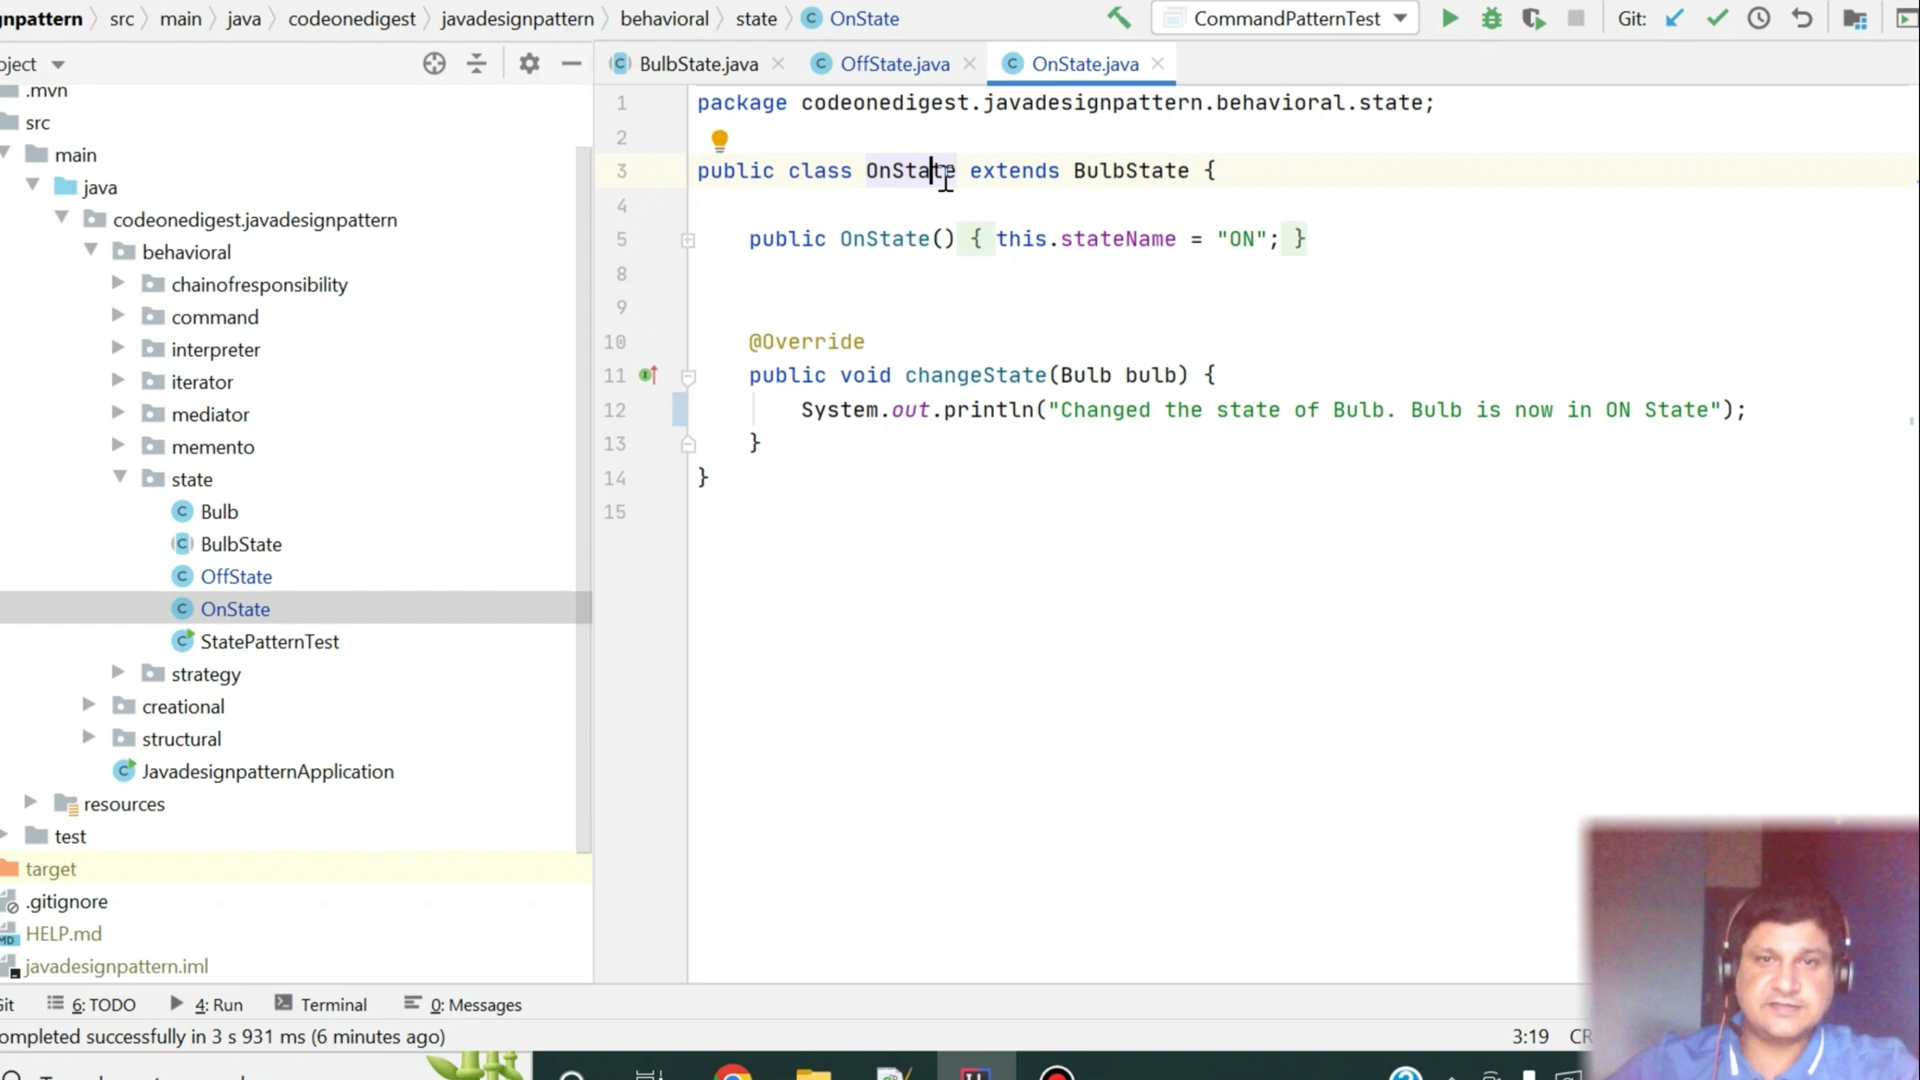 npattern src main java codeonedigest javadesignpattern behavioral state OnState CommandPatternTest Git:
oject
BulbState.java OffState.java OnState.java
.mvn
src
main
java
codeonedigest.javadesignpattern
behavioral
chainofresponsibility
command
interpreter
iterator
mediator
memento
state
Bulb
BulbState
OffState
OnState
StatePatternTest
strategy
creational
structural
JavadesignpatternApplication
resources
test
target
.gitignore
HELP.md
javadesignpattern.iml
1 package codeonedigest.javadesignpattern.behavioral.state;
2
3 public class OnState extends BulbState {
4
5 public OnState() { this.stateName = "ON"; }
8
9
10 @Override
11 public void changeState(Bulb bulb) {
12 System.out.println("Changed the state of Bulb. Bulb is now in ON State");
13 }
14 }
15
Git 6: TODO 4: Run Terminal 0: Messages
ompleted successfully in 3 s 931 ms (6 minutes ago) 3:19 CR